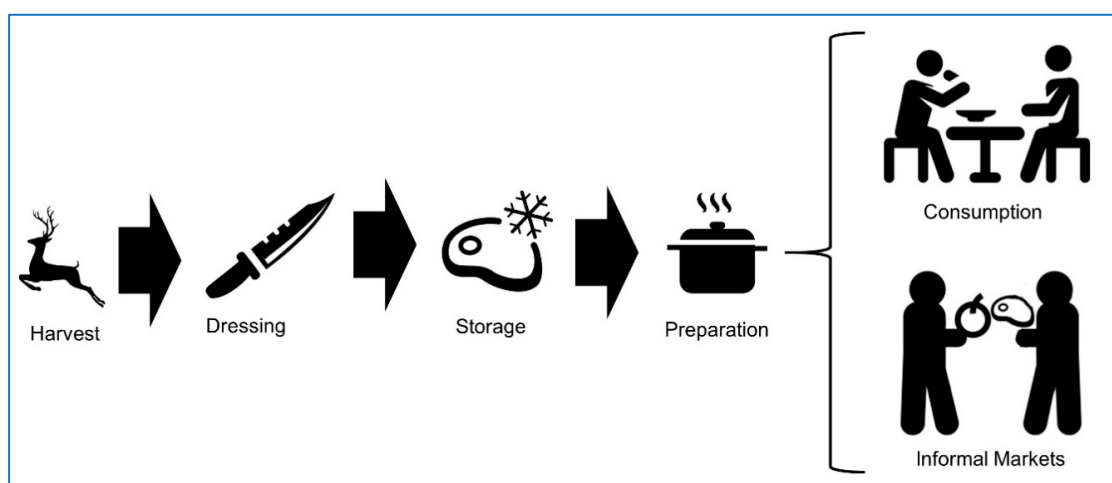 Harvest
Dressing
Storage
Preparation
Consumption
Informal Markets